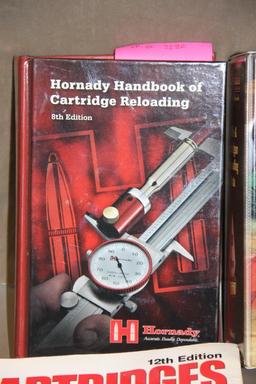 Hornady Handbook of
Cartridge Reloading
8th Edition
Hornady
Accurate. Deadly. Dependable.
12th Edition
ARTRIDGES